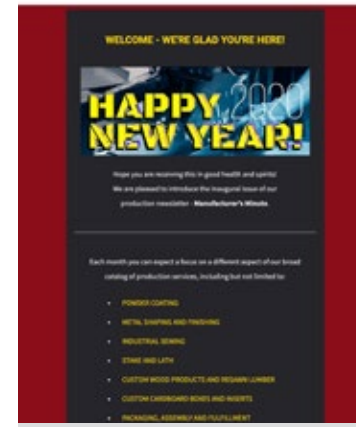 WELCOME - WE'RE GLAD YOU'RE HERE!
HAPPY 2020
NEW YEAR!
Hope you are receiving this in good health and spirits!
We are pleased to introduce the inaugural issue of our
production newsletter - Manufacturer's Minute.
Each month you can expect a focus on a different aspect of our broad
catalog of production services, including but not limited to:
• POWDER COATING
• METAL SHAPING AND FINISHING
• INDUSTRIAL SEWING
• STAKE AND LATH
• CUSTOM WOOD PRODUCTS AND REGAIN LUMBER
• CUSTOM CARDBOARD BOXES AND INSERTS
• PACKAGING, ASSEMBLY AND FULFILLMENT